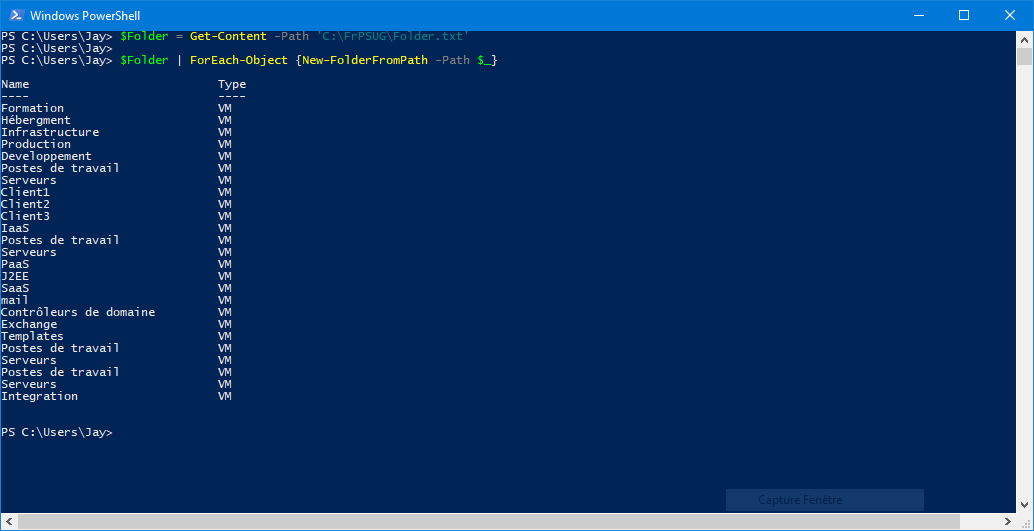 Windows PowerShell
PS C:\Users\Jay> $Folder = Get-Content -Path 'C:\FrPSUG\Folder.txt'
PS C:\Users\Jay>
PS C:\Users\Jay> $Folder | ForEach-Object {New-FolderFromPath -Path $_}
Name Type
---- ----
Formation VM
Hébergment VM
Infrastructure VM
Production VM
Developpement VM
Postes de travail VM
Serveurs VM
Client1 VM
Client2 VM
Client3 VM
IaaS VM
Postes de travail VM
Serveurs VM
PaaS VM
J2EE VM
SaaS VM
mail VM
Contrôleurs de domaine VM
Exchange VM
Templates VM
Postes de travail VM
Serveurs VM
Postes de travail VM
Serveurs VM
Integration VM
PS C:\Users\Jay>
Capture Fenêtre